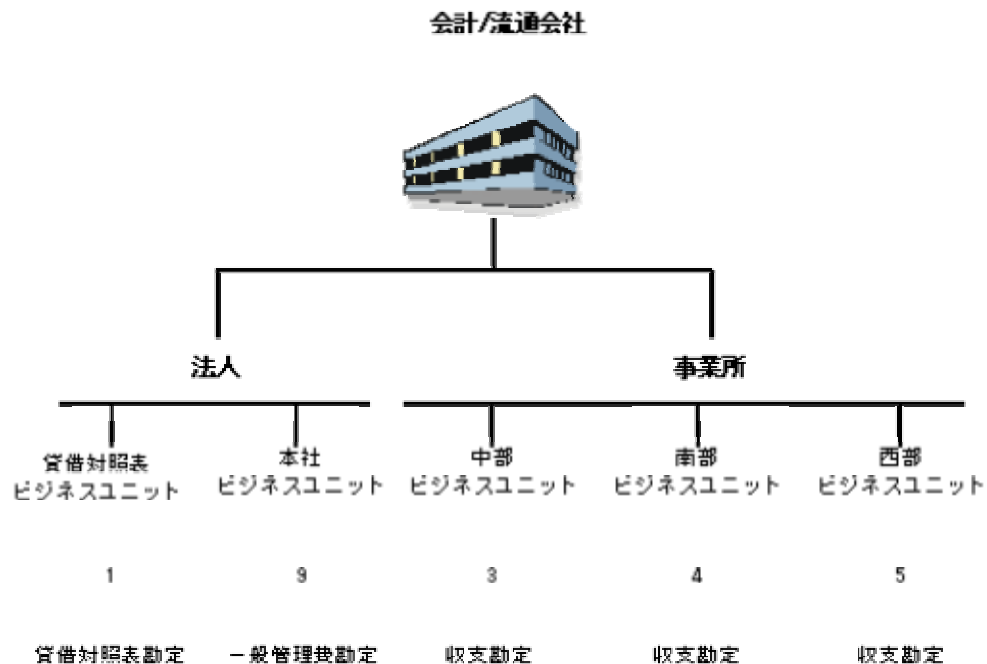 会計/流通会社
法人
事業所
貸借対照表
ビジネスユニット
本社
ビジネスユニット
中部
ビジネスユニット
南部
ビジネスユニット
西部
ビジネスユニット
1
9
3
4
5
貸借対照表勘定
一般管理費勘定
収支勘定
収支勘定
収支勘定